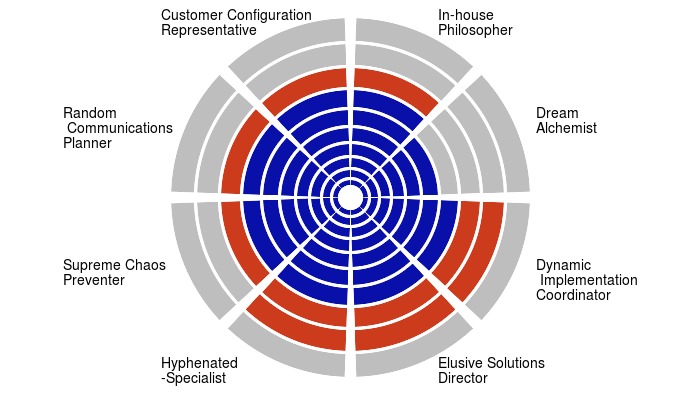 Customer Configuration
Representative
In-house
Philosopher
Random
Communications
Planner
Dream
Alchemist
Supreme Chaos
Preventer
Dynamic
Implementation
Coordinator
Hyphenated
-Specialist
Elusive Solutions
Director